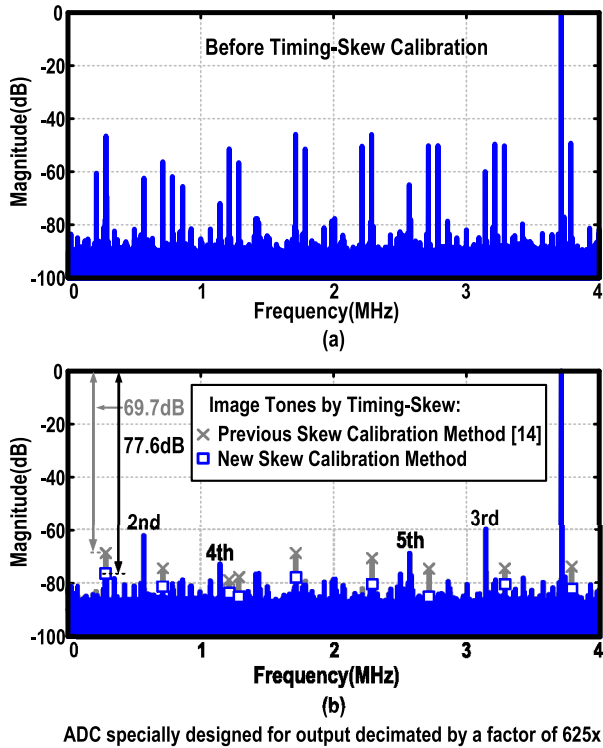 Before Timing-Skew Calibration
Magnitude(dB)
0
-20
-40
-60
-80
-100
0 1 2 3 4
Frequency(MHz)
(a)
Magnitude(dB)
0
-20
-40
-60
-80
-100
69.7dB
77.6dB
Image Tones by Timing-Skew:
Previous Skew Calibration Method [14]
New Skew Calibration Method
2nd
4th
5th
3rd
0 1 2 3 4
Frequency(MHz)
(b)
ADC specially designed for output decimated by a factor of 625x